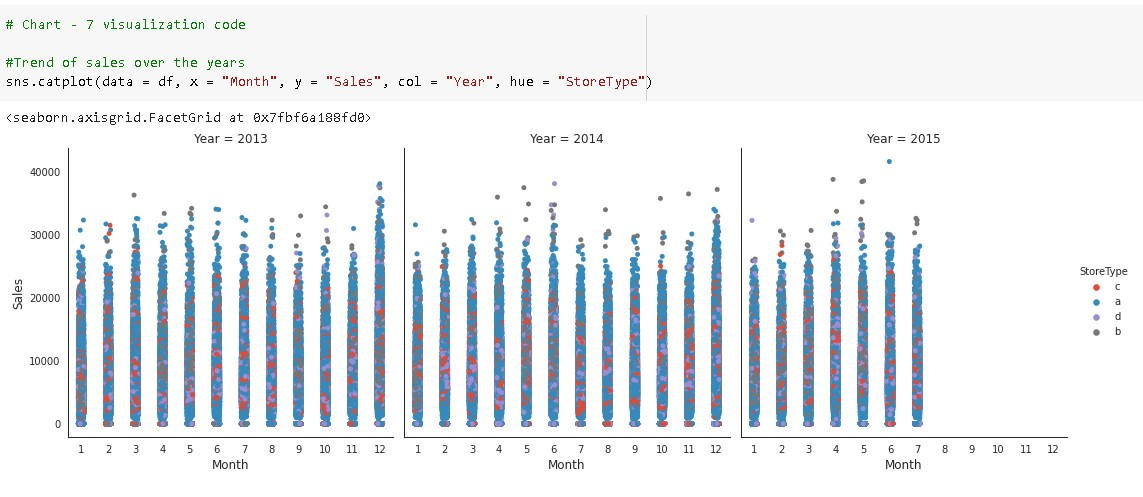 # Chart - 7 visualization code
#Trend of sales over the years
sns.catplot(data = df, x = "Month", y = "Sales", col = "Year", hue = "StoreType")
<seaborn.axisgrid.FacetGrid at 0x7fbf6a188fd0>
Year = 2013
Year = 2014
Year = 2015
40000
30000
20000
10000
0
Sales
1 2 3 4 5 6 7 8 9 10 11 12
Month
1 2 3 4 5 6 7 8 9 10 11 12
Month
1 2 3 4 5 6 7 8 9 10 11 12
Month
StoreType
c
a
d
b